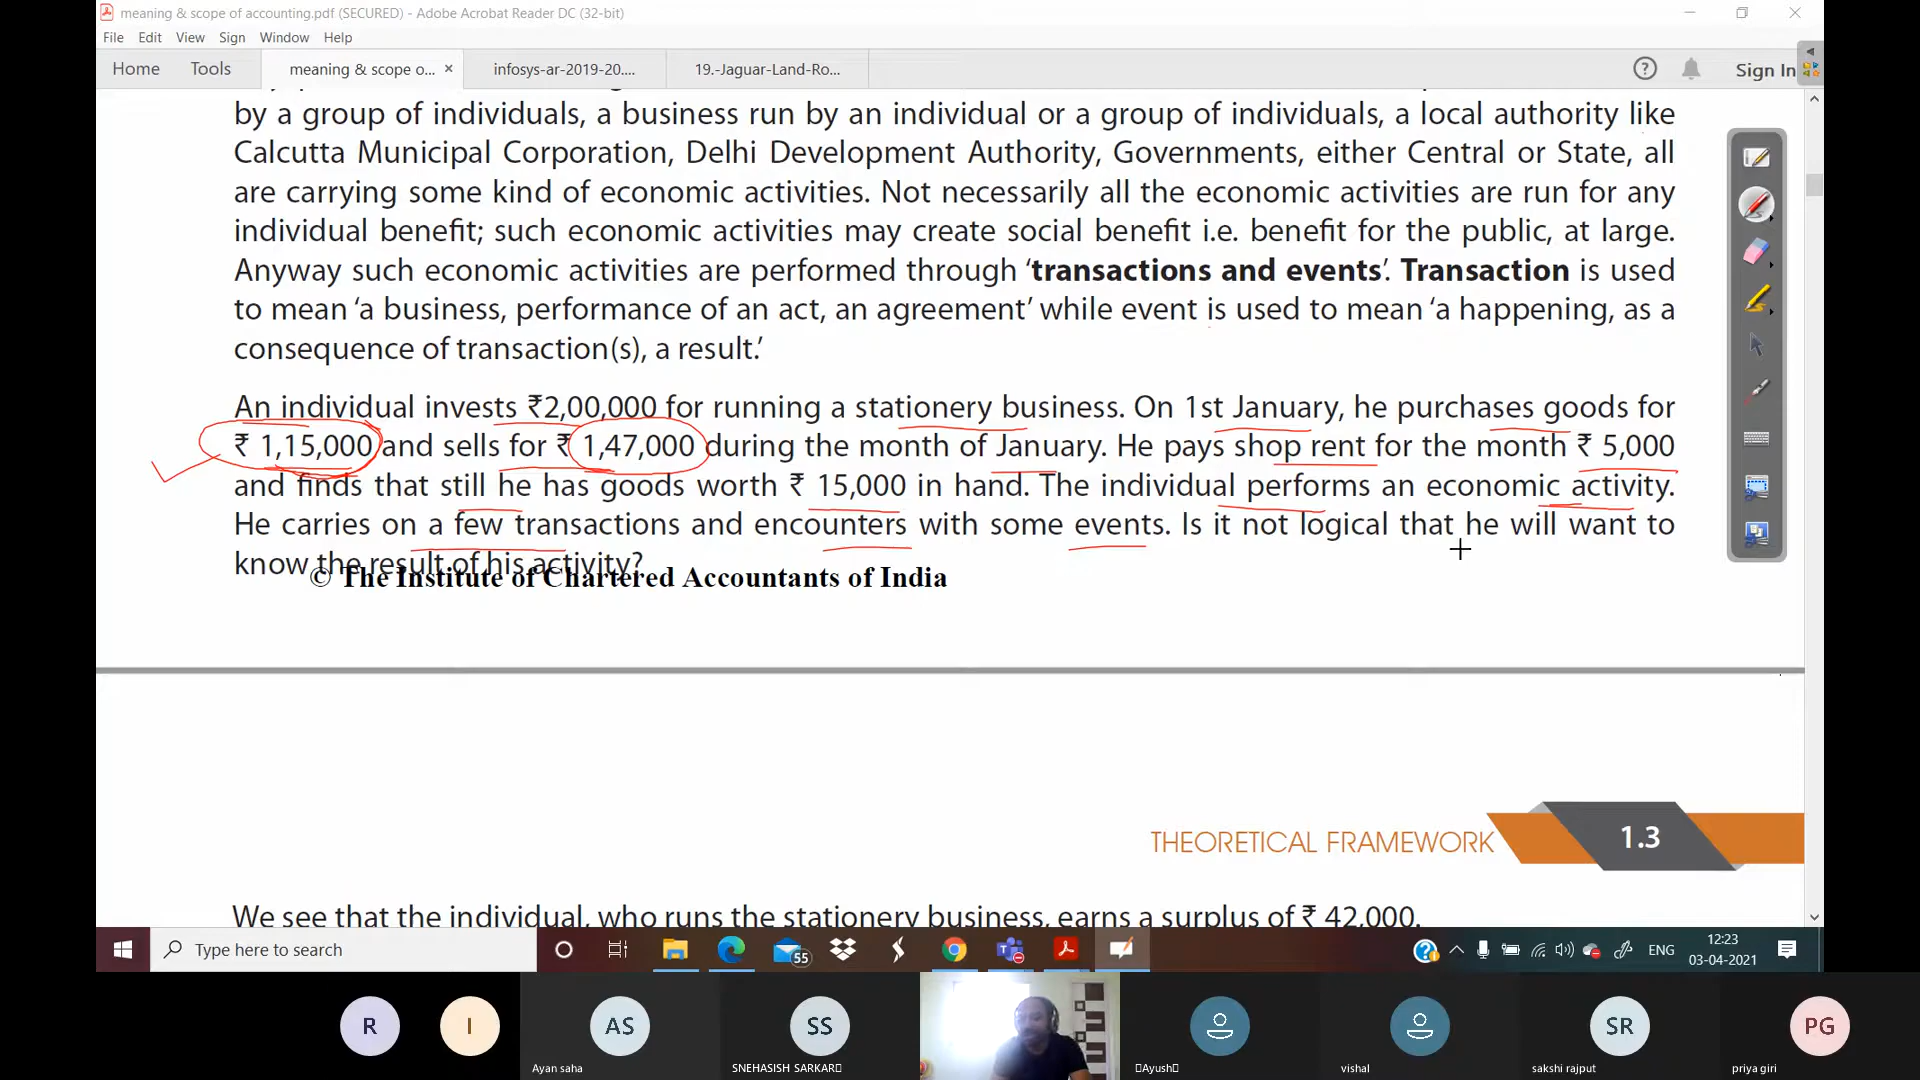 meaning & scope of accounting.pdf (SECURED) - Adobe Acrobat Reader DC (32-bit)
File Edit View Sign Window Help
Home Tools meaning & scope o... × infosys-ar-2019-20.... 19.-Jaguar-Land-Ro... Sign In
by a group of individuals, a business run by an individual or a group of individuals, a local authority like
Calcutta Municipal Corporation, Delhi Development Authority, Governments, either Central or State, all
are carrying some kind of economic activities. Not necessarily all the economic activities are run for any
individual benefit; such economic activities may create social benefit i.e. benefit for the public, at large.
Anyway such economic activities are performed through ‘transactions and events’. Transaction is used
to mean ‘a business, performance of an act, an agreement’ while event is used to mean ‘a happening, as a
consequence of transaction(s), a result.’
An individual invests ₹2,00,000 for running a stationery business. On 1st January, he purchases goods for
₹ 1,15,000 and sells for ₹ 1,47,000 during the month of January. He pays shop rent for the month ₹ 5,000
and finds that still he has goods worth ₹ 15,000 in hand. The individual performs an economic activity.
He carries on a few transactions and encounters with some events. Is it not logical that he will want to
know the result of his activity?
© The Institute of Chartered Accountants of India
THEORETICAL FRAMEWORK 1.3
We see that the individual, who runs the stationery business, earns a surplus of ₹ 42,000.
Type here to search 55 ENG 12:23
03-04-2021
R I AS SS SR PG
Ayan saha SNEHASISH SARKAR Ayush vishal sakshi rajput priya giri